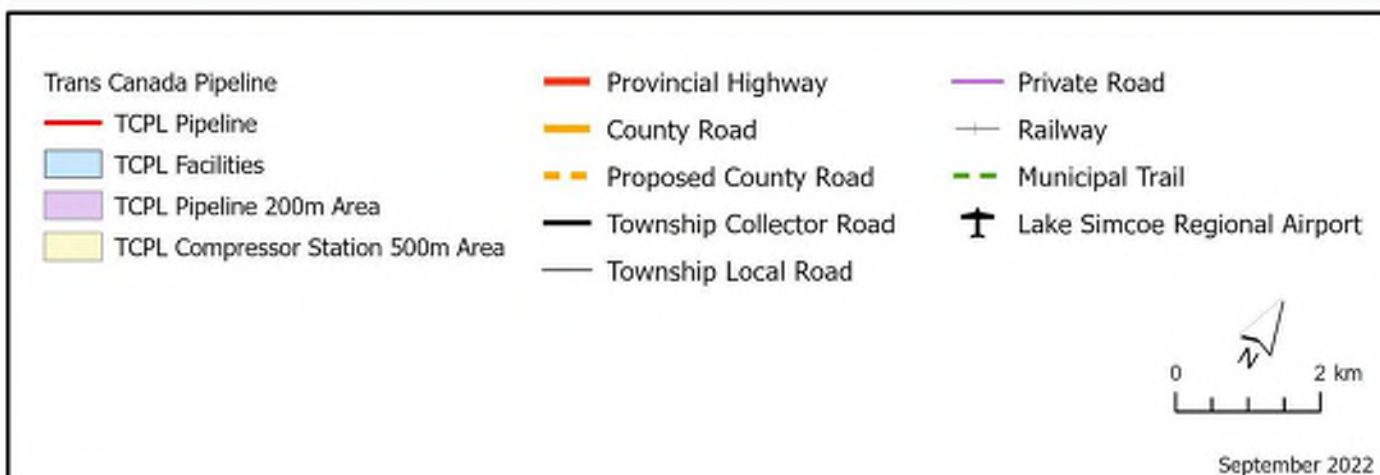 Trans Canada Pipeline
TCPL Pipeline
TCPL Facilities
TCPL Pipeline 200m Area
TCPL Compressor Station 500m Area
Provincial Highway
County Road
Proposed County Road
Township Collector Road
Township Local Road
Private Road
Railway
Municipal Trail
Lake Simcoe Regional Airport
N
0 2 km
September 2022